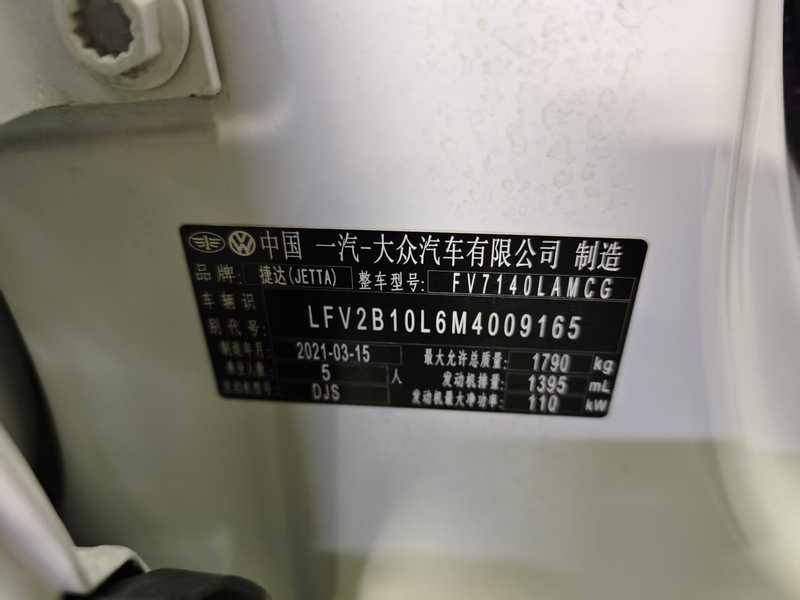 中国 一汽-大众汽车有限公司 制造
品牌: 捷达(JETTA) 整车型号: FV7140LAMCG
车辆识别代号: LFV2B10L6M4009165
制造年月: 2021-03-15 最大允许总质量: 1790 kg
乘坐人数: 5 人 发动机排量: 1395 mL
发动机型号: DJS 发动机最大净功率: 110 kW